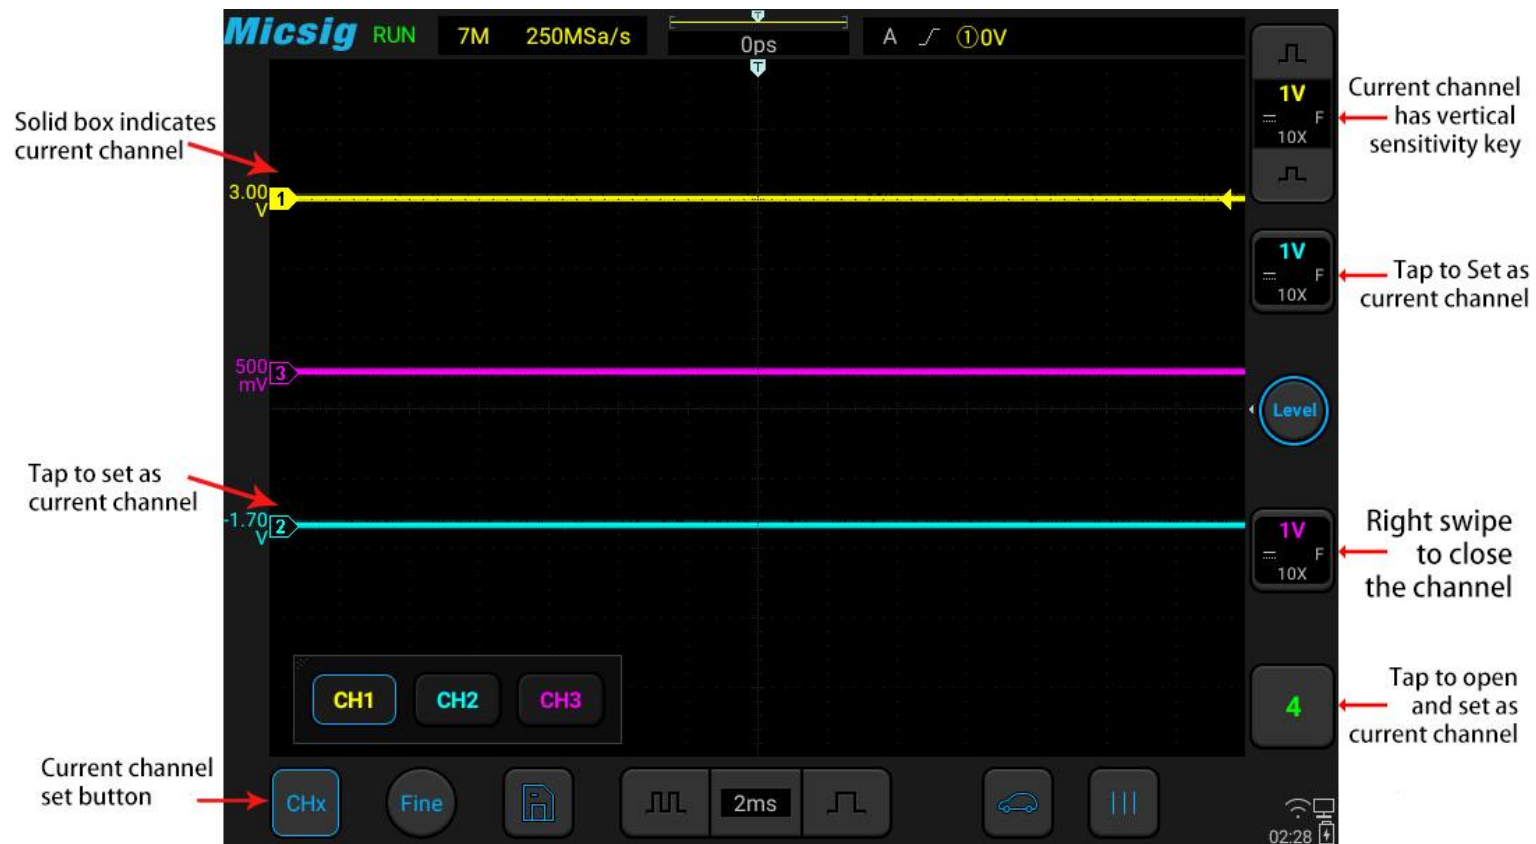 Micsig RUN 7M 250MSa/s 0ps A ①0V
T
T
Solid box indicates
current channel
3.00
V
1
1V
F
10X
Current channel
has vertical
sensitivity key
1V
F
10X
Tap to Set as
current channel
500
mV
3
Level
Tap to set as
current channel
-1.70
V
2
1V
F
10X
Right swipe
to close
the channel
CH1 CH2 CH3
4
Tap to open
and set as
current channel
Current channel
set button
CHx Fine 2ms
02:28